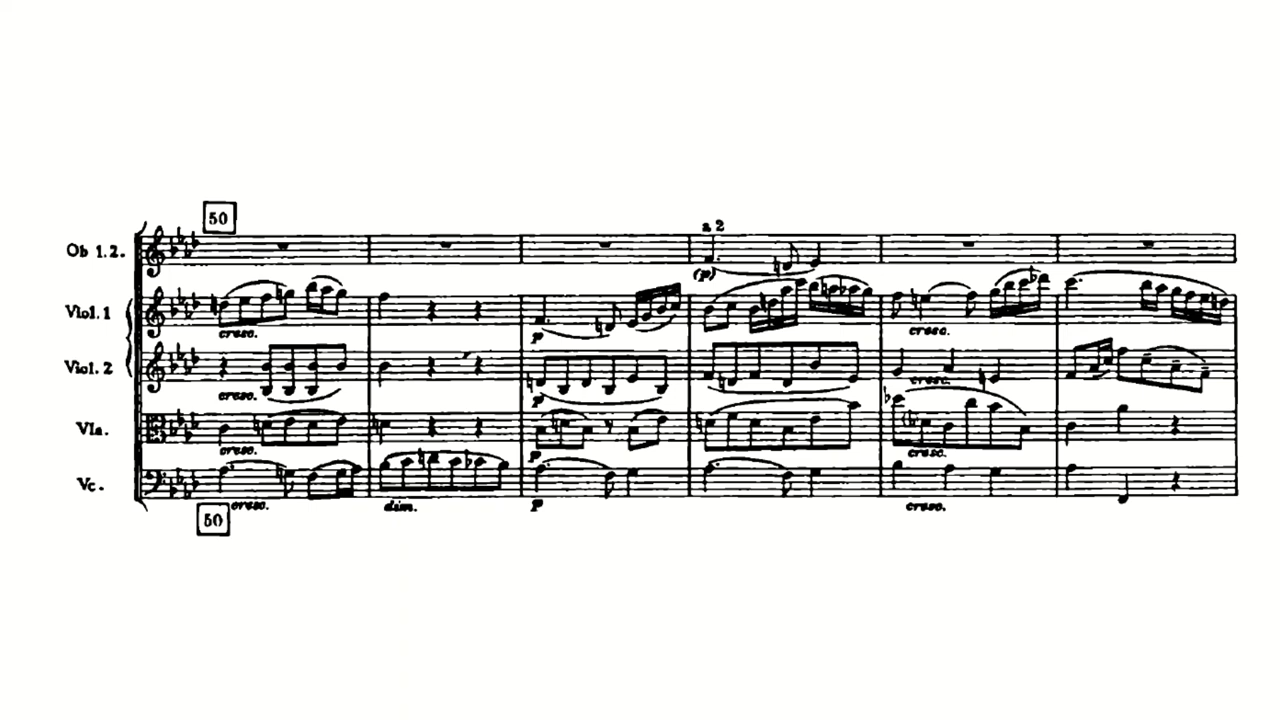 50
a 2
Ob 1.2.
(p)
Viol. 1
cresc.
p
cresc.
Viol. 2
cresc.
p
cresc.
Vla.
cresc.
p
cresc.
Vc.
cresc.
dim.
p
cresc.
50